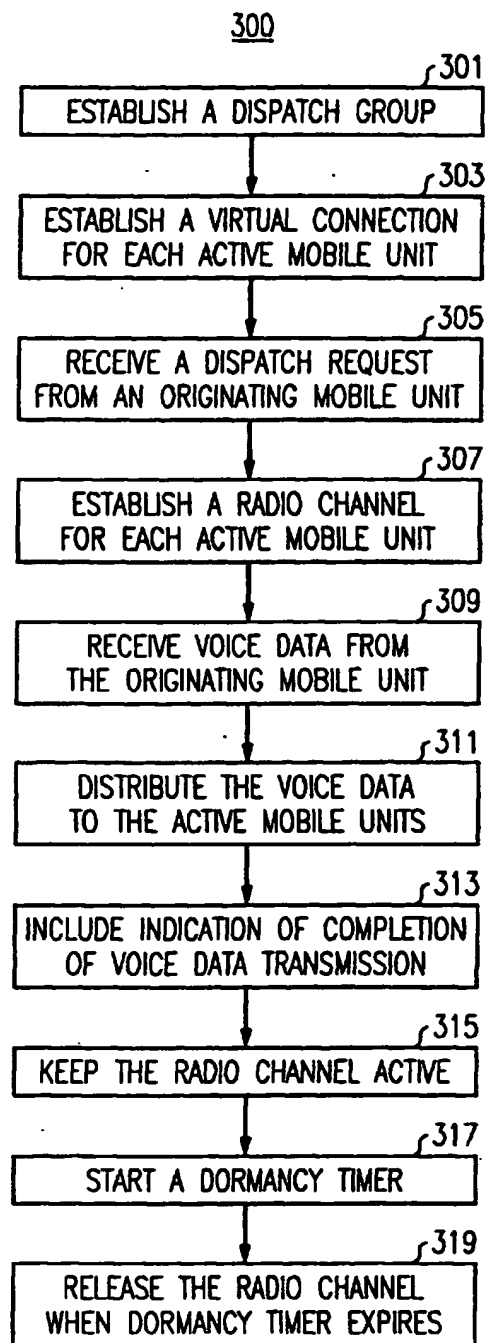 300
301
ESTABLISH A DISPATCH GROUP
303
ESTABLISH A VIRTUAL CONNECTION
FOR EACH ACTIVE MOBILE UNIT
305
RECEIVE A DISPATCH REQUEST
FROM AN ORIGINATING MOBILE UNIT
307
ESTABLISH A RADIO CHANNEL
FOR EACH ACTIVE MOBILE UNIT
309
RECEIVE VOICE DATA FROM
THE ORIGINATING MOBILE UNIT
311
DISTRIBUTE THE VOICE DATA
TO THE ACTIVE MOBILE UNITS
313
INCLUDE INDICATION OF COMPLETION
OF VOICE DATA TRANSMISSION
315
KEEP THE RADIO CHANNEL ACTIVE
317
START A DORMANCY TIMER
319
RELEASE THE RADIO CHANNEL
WHEN DORMANCY TIMER EXPIRES